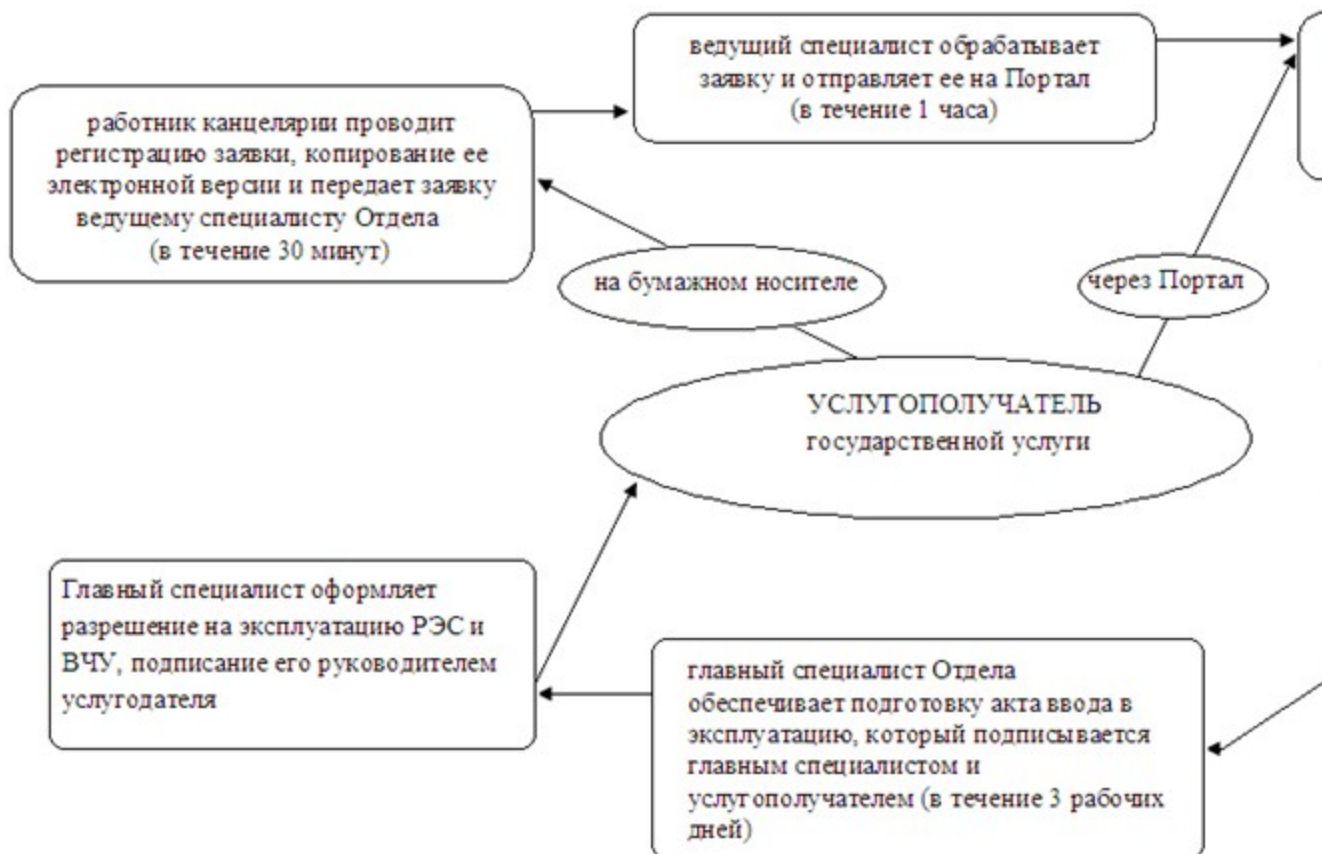 ведущий специалист обрабатывает
заявку и отправляет ее на Портал
(в течение 1 часа)
работник канцелярии проводит
регистрацию заявки, копирование ее
электронной версии и передает заявку
ведущему специалисту Отдела
(в течение 30 минут)
на бумажном носителе
через Портал
УСЛУГОПОЛУЧАТЕЛЬ
государственной услуги
Главный специалист оформляет
разрешение на эксплуатацию РЭС и
ВЧУ, подписание его руководителем
услугодателя
главный специалист Отдела
обеспечивает подготовку акта ввода в
эксплуатацию, который подписывается
главным специалистом и
услугополучателем (в течение 3 рабочих
дней)